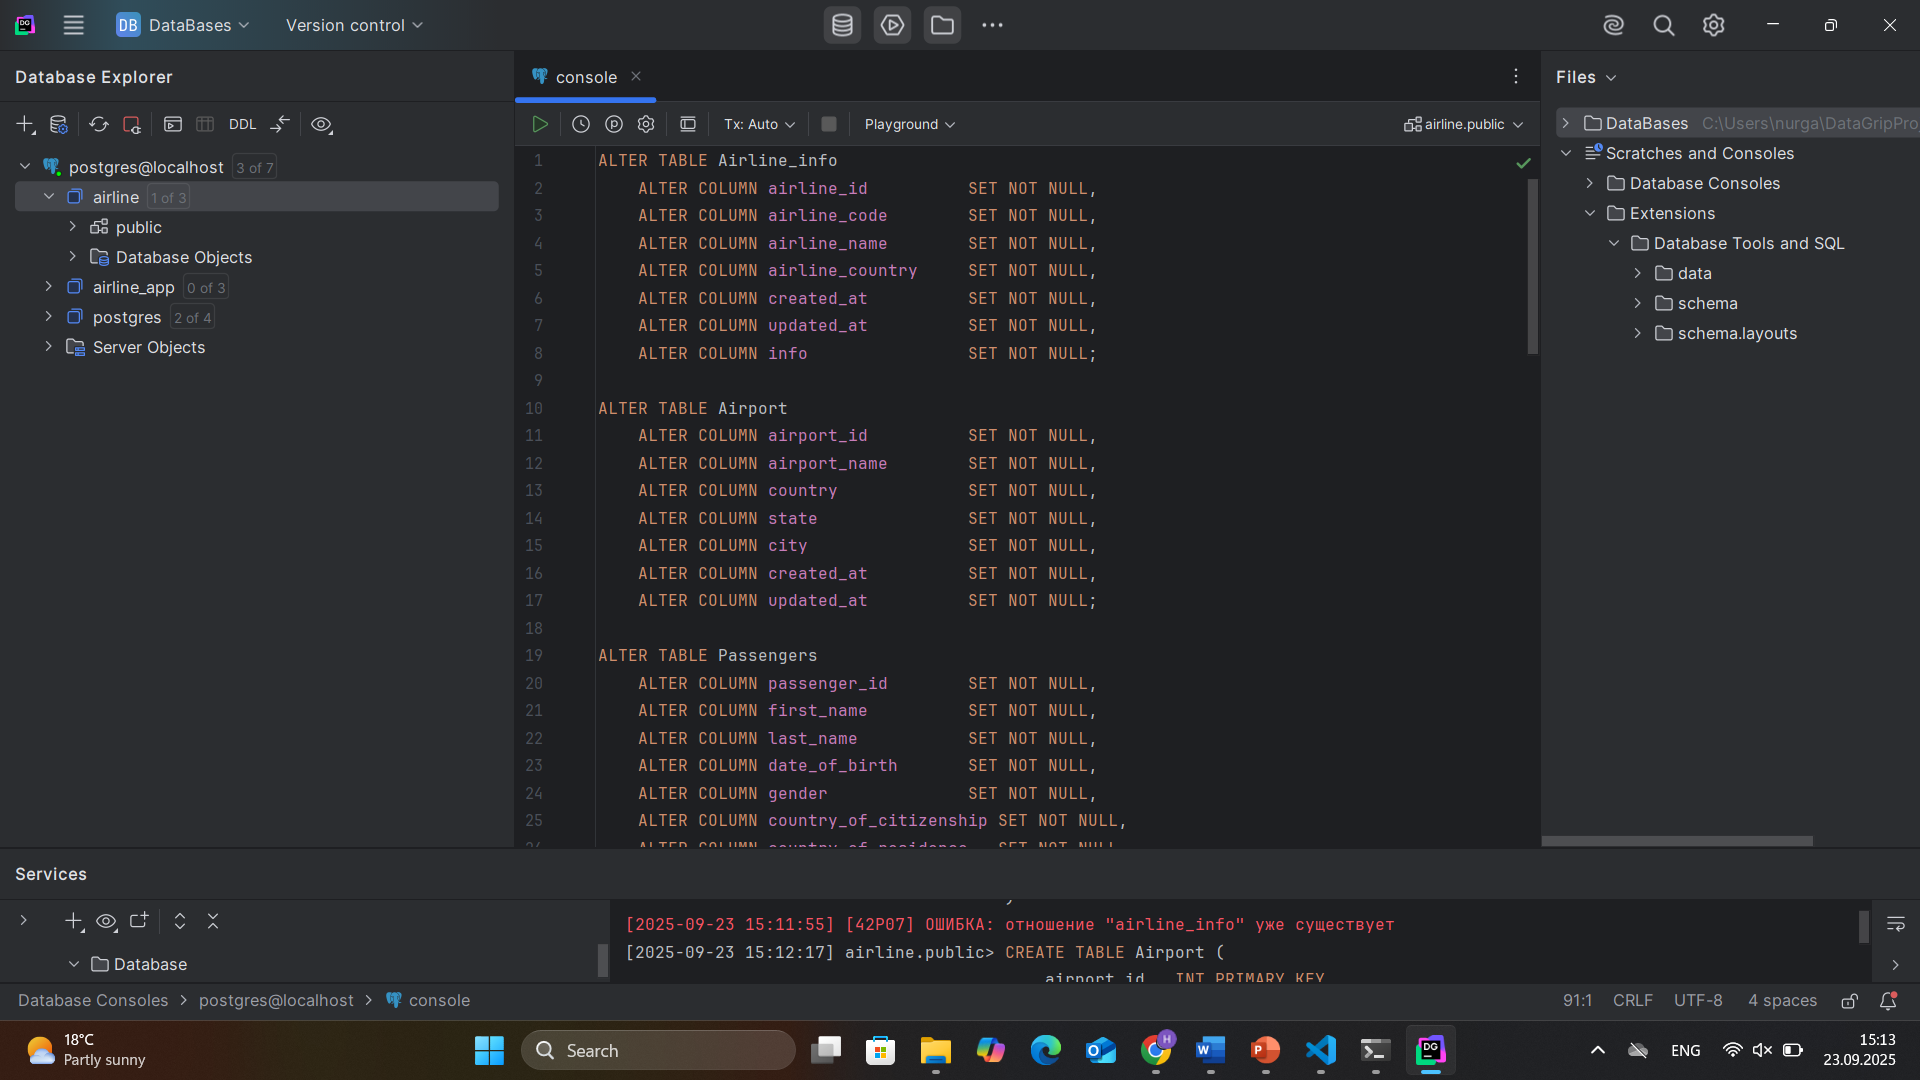 DB DataBases
Version control
Database Explorer
console
Files
DDL
Tx: Auto
Playground
airline.public
postgres@localhost 3 of 7
airline 1 of 3
public
Database Objects
airline_app 0 of 3
postgres 2 of 4
Server Objects
1 ALTER TABLE Airline_info
2 ALTER COLUMN airline_id SET NOT NULL,
3 ALTER COLUMN airline_code SET NOT NULL,
4 ALTER COLUMN airline_name SET NOT NULL,
5 ALTER COLUMN airline_country SET NOT NULL,
6 ALTER COLUMN created_at SET NOT NULL,
7 ALTER COLUMN updated_at SET NOT NULL,
8 ALTER COLUMN info SET NOT NULL;
9
10 ALTER TABLE Airport
11 ALTER COLUMN airport_id SET NOT NULL,
12 ALTER COLUMN airport_name SET NOT NULL,
13 ALTER COLUMN country SET NOT NULL,
14 ALTER COLUMN state SET NOT NULL,
15 ALTER COLUMN city SET NOT NULL,
16 ALTER COLUMN created_at SET NOT NULL,
17 ALTER COLUMN updated_at SET NOT NULL;
18
19 ALTER TABLE Passengers
20 ALTER COLUMN passenger_id SET NOT NULL,
21 ALTER COLUMN first_name SET NOT NULL,
22 ALTER COLUMN last_name SET NOT NULL,
23 ALTER COLUMN date_of_birth SET NOT NULL,
24 ALTER COLUMN gender SET NOT NULL,
25 ALTER COLUMN country_of_citizenship SET NOT NULL,
DataBases C:\Users\nurga\DataGripPro
Scratches and Consoles
Database Consoles
Extensions
Database Tools and SQL
data
schema
schema.layouts
Services
Database
[2025-09-23 15:11:55] [42P07] ОШИБКА: отношение "airline_info" уже существует
[2025-09-23 15:12:17] airline.public> CREATE TABLE Airport (
airport_id INT PRIMARY KEY
Database Consoles
postgres@localhost
console
91:1 CRLF UTF-8 4 spaces
18°C
Partly sunny
Search
ENG
15:13
23.09.2025